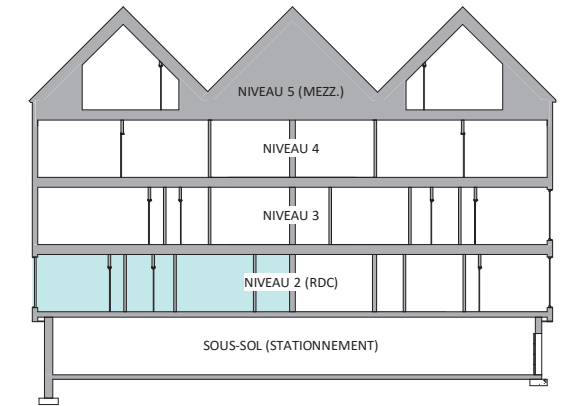 NIVEAU 5 (MEZZ.)
NIVEAU 4
NIVEAU 3
NIVEAU 2 (RDC)
SOUS-SOL (STATIONNEMENT)